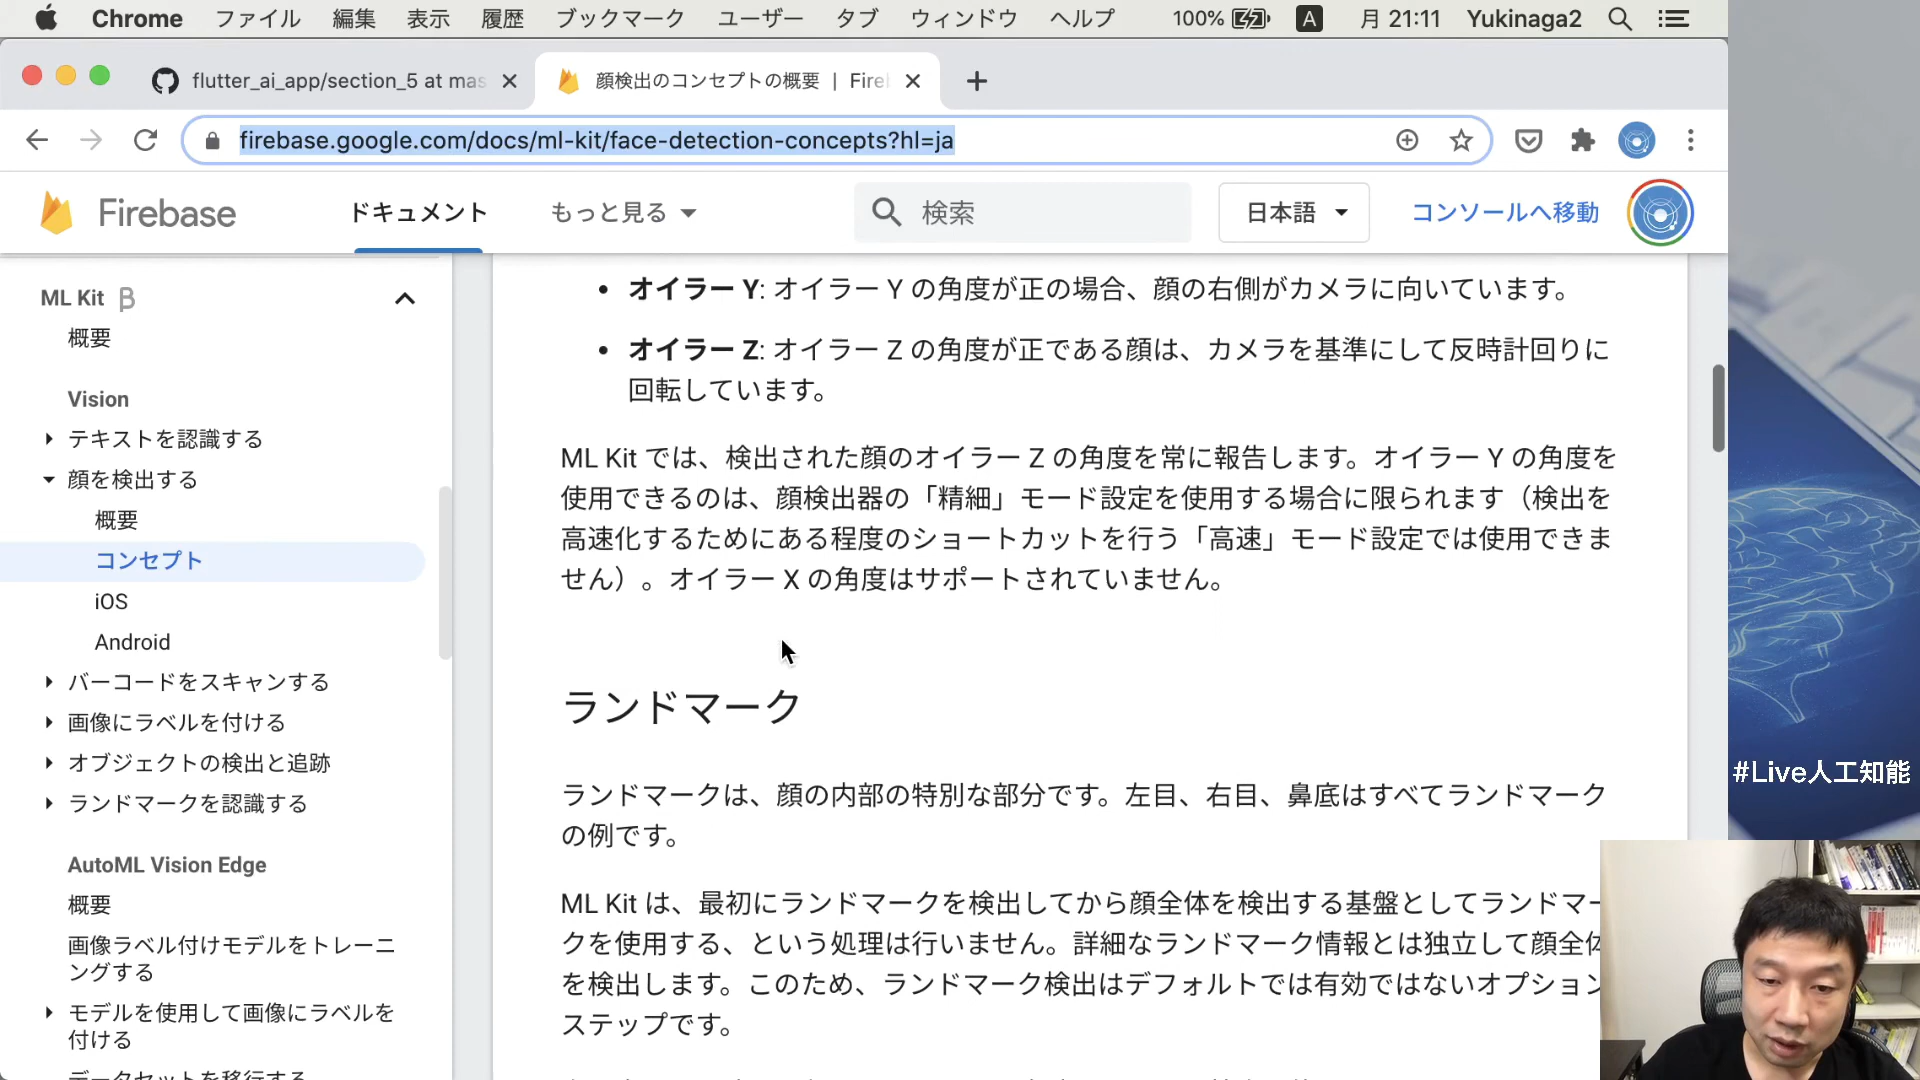 Chrome ファイル 編集 表示 履歴 ブックマーク ユーザー タブ ウィンドウ ヘルプ 100% A 月 21:11 Yukinaga2
flutter_ai_app/section_5 at mas
顔検出のコンセプトの概要 | Fire
firebase.google.com/docs/ml-kit/face-detection-concepts?hl=ja
Firebase ドキュメント もっと見る 検索 日本語 コンソールへ移動
ML Kit β
概要
Vision
テキストを認識する
顔を検出する
概要
コンセプト
iOS
Android
バーコードをスキャンする
画像にラベルを付ける
オブジェクトの検出と追跡
ランドマークを認識する
AutoML Vision Edge
概要
画像ラベル付けモデルをトレーニ
ングする
モデルを使用して画像にラベルを
付ける
データセットを移行する
• オイラー Y: オイラー Y の角度が正の場合、顔の右側がカメラに向いています。
• オイラー Z: オイラー Z の角度が正である顔は、カメラを基準にして反時計回りに
回転しています。
ML Kit では、検出された顔のオイラー Z の角度を常に報告します。オイラー Y の角度を
使用できるのは、顔検出器の「精細」モード設定を使用する場合に限られます（検出を
高速化するためにある程度のショートカットを行う「高速」モード設定では使用できま
せん）。オイラー X の角度はサポートされていません。
ランドマーク
ランドマークは、顔の内部の特別な部分です。左目、右目、鼻底はすべてランドマーク
の例です。
ML Kit は、最初にランドマークを検出してから顔全体を検出する基盤としてランドマー
クを使用する、という処理は行いません。詳細なランドマーク情報とは独立して顔全体
を検出します。このため、ランドマーク検出はデフォルトでは有効ではないオプション
ステップです。
#Live人工知能